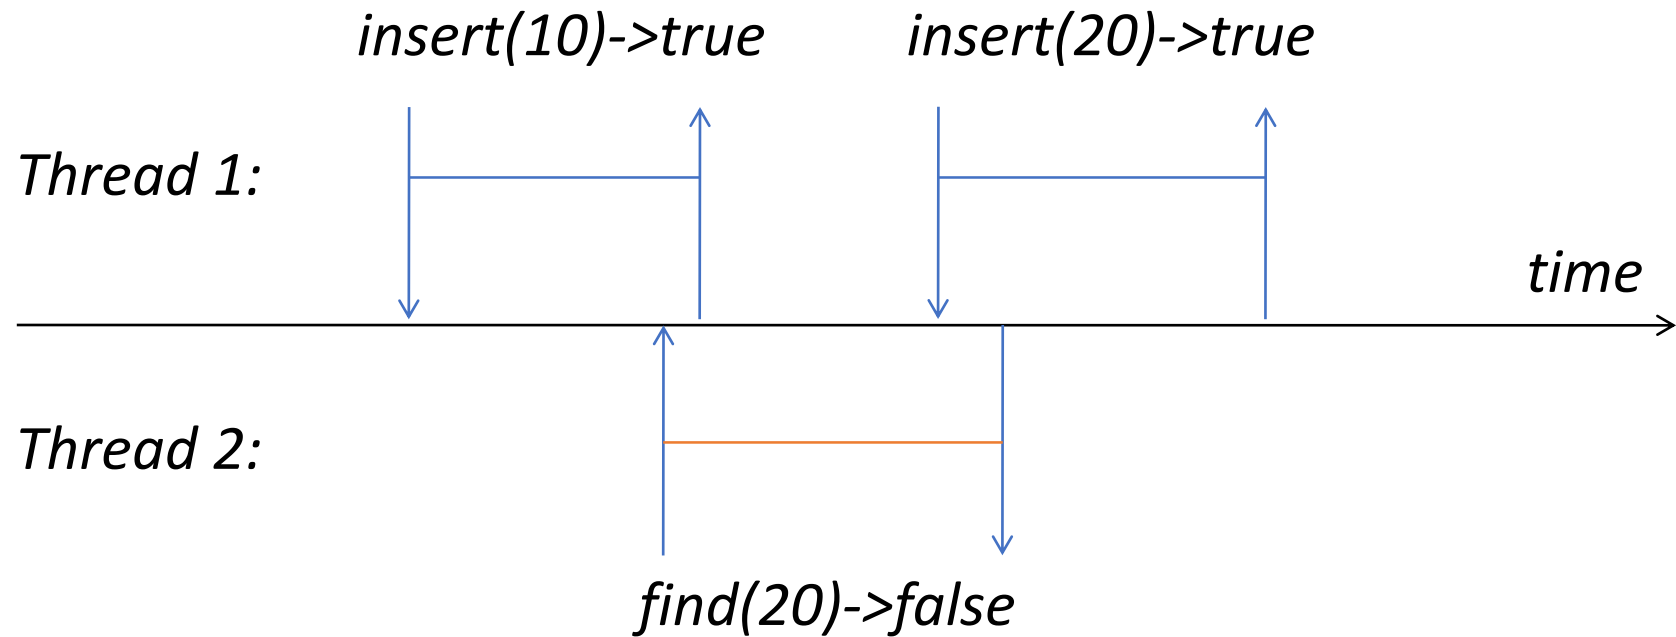 insert(10)->true insert(20)->true
Thread 1:
time
Thread 2:
find(20)->false